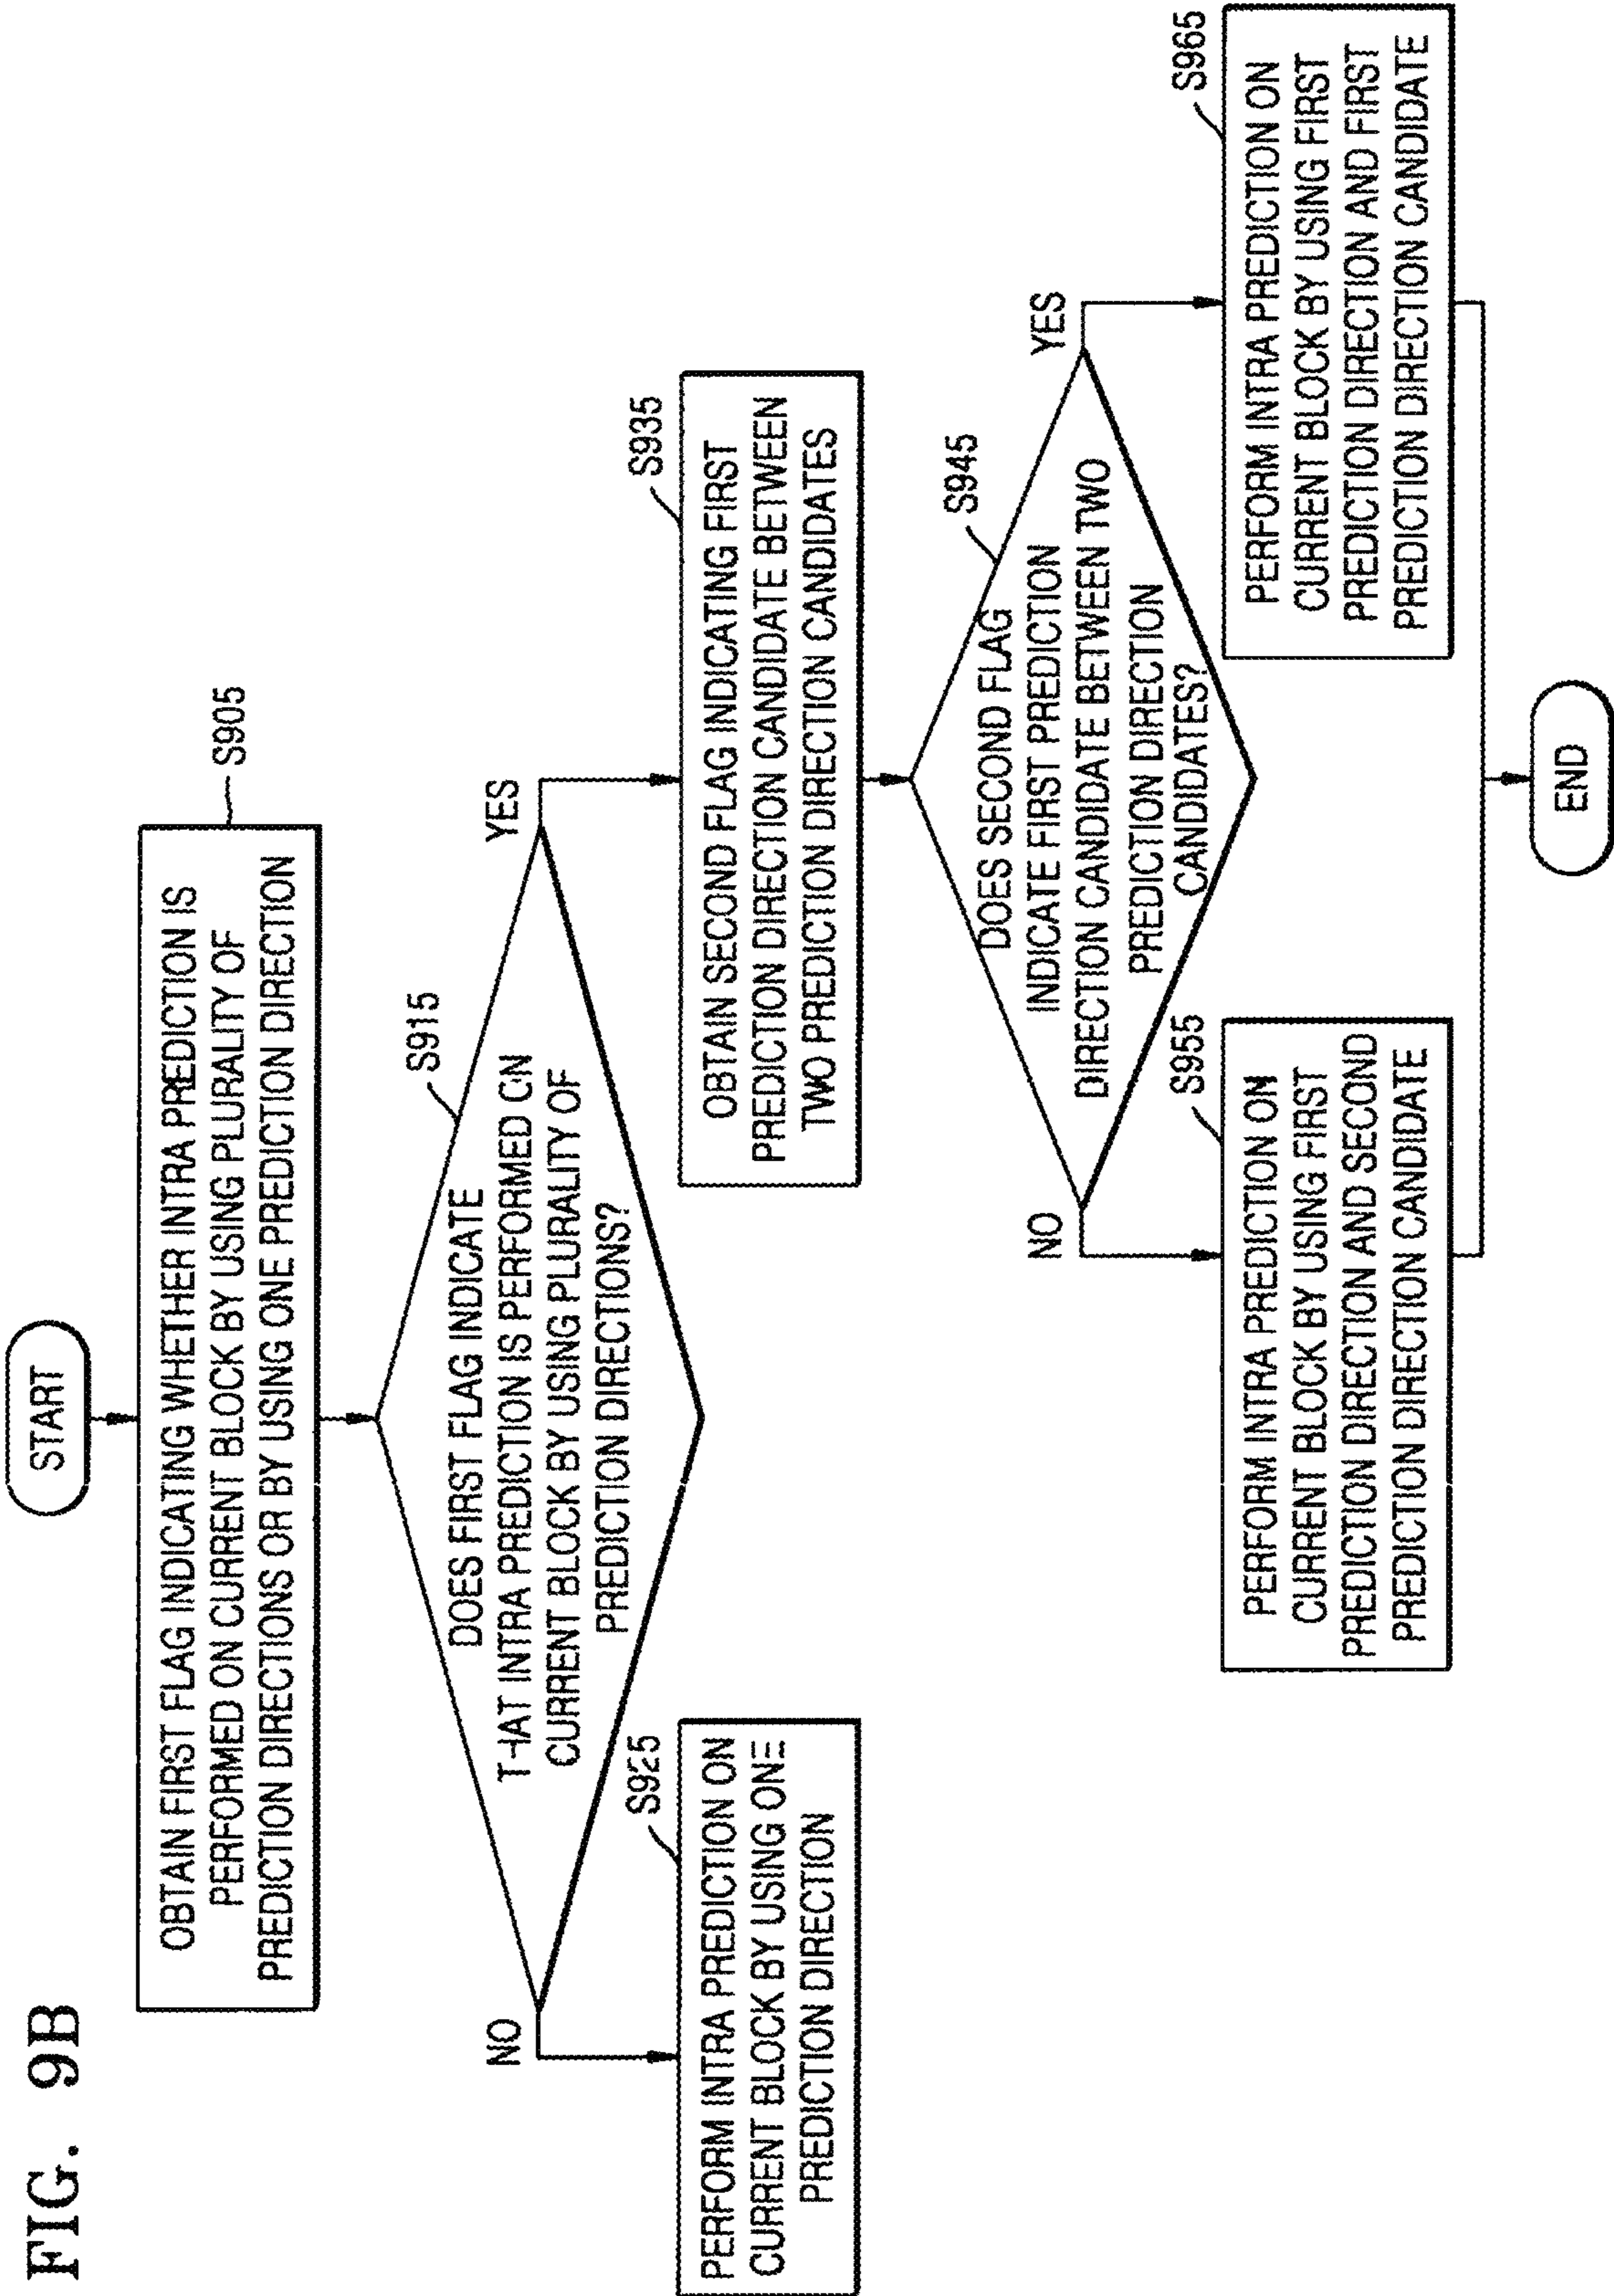 FIG. 9B
START
OBTAIN FIRST FLAG INDICATING WHETHER INTRA PREDICTION IS
PERFORMED ON CURRENT BLOCK BY USING PLURALITY OF
PREDICTION DIRECTIONS OR BY USING ONE PREDICTION DIRECTION
S905
DOES FIRST FLAG INDICATE
THAT INTRA PREDICTION IS PERFORMED ON
CURRENT BLOCK BY USING PLURALITY OF
PREDICTION DIRECTIONS?
S915
NO
YES
PERFORM INTRA PREDICTION ON
CURRENT BLOCK BY USING ONE
PREDICTION DIRECTION
S925
OBTAIN SECOND FLAG INDICATING FIRST
PREDICTION DIRECTION CANDIDATE BETWEEN
TWO PREDICTION DIRECTION CANDIDATES
S935
DOES SECOND FLAG
INDICATE FIRST PREDICTION
DIRECTION CANDIDATE BETWEEN TWO
PREDICTION DIRECTION
CANDIDATES?
S945
NO
YES
PERFORM INTRA PREDICTION ON
CURRENT BLOCK BY USING FIRST
PREDICTION DIRECTION AND SECOND
PREDICTION DIRECTION CANDIDATE
S955
PERFORM INTRA PREDICTION ON
CURRENT BLOCK BY USING FIRST
PREDICTION DIRECTION AND FIRST
PREDICTION DIRECTION CANDIDATE
S965
END